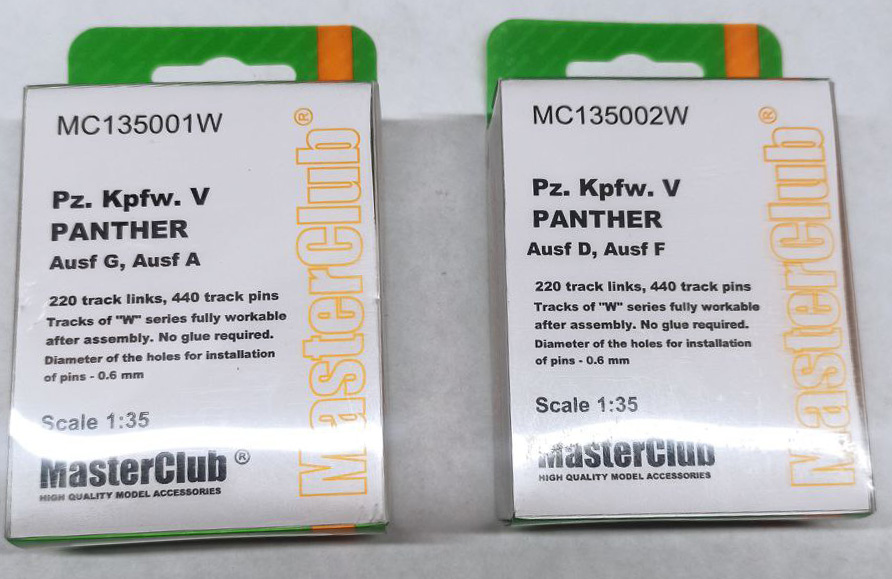 MC135001W
Pz. Kpfw. V
PANTHER
Ausf G, Ausf A
220 track links, 440 track pins
Tracks of "W" series fully workable
after assembly. No glue required.
Diameter of the holes for installation
of pins - 0.6 mm
Scale 1:35
MasterClub ®
HIGH QUALITY MODEL ACCESSORIES
MasterClub®
MC135002W
Pz. Kpfw. V
PANTHER
Ausf D, Ausf F
220 track links, 440 track pins
Tracks of "W" series fully workable
after assembly. No glue required.
Diameter of the holes for installation
of pins - 0.6 mm
Scale 1:35
MasterClub
HIGH QUALITY MODEL ACCESSORIES
MasterClub®